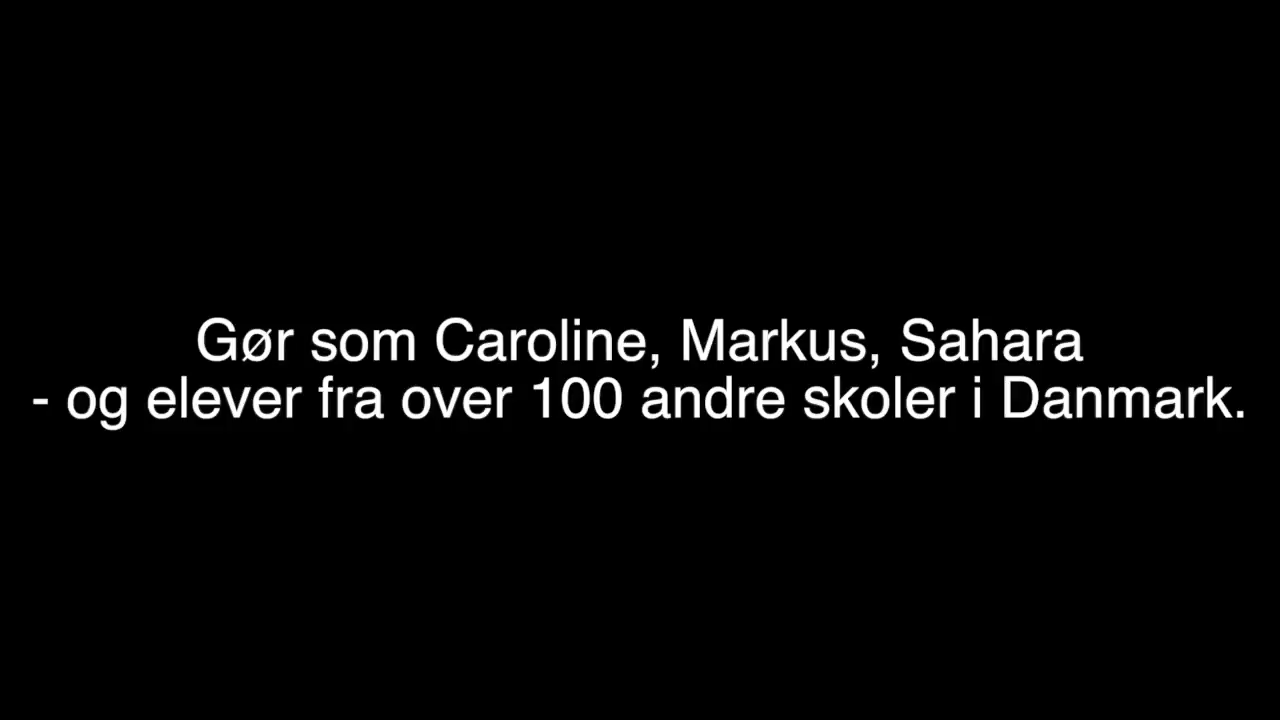 Gør som Caroline, Markus, Sahara
- og elever fra over 100 andre skoler i Danmark.